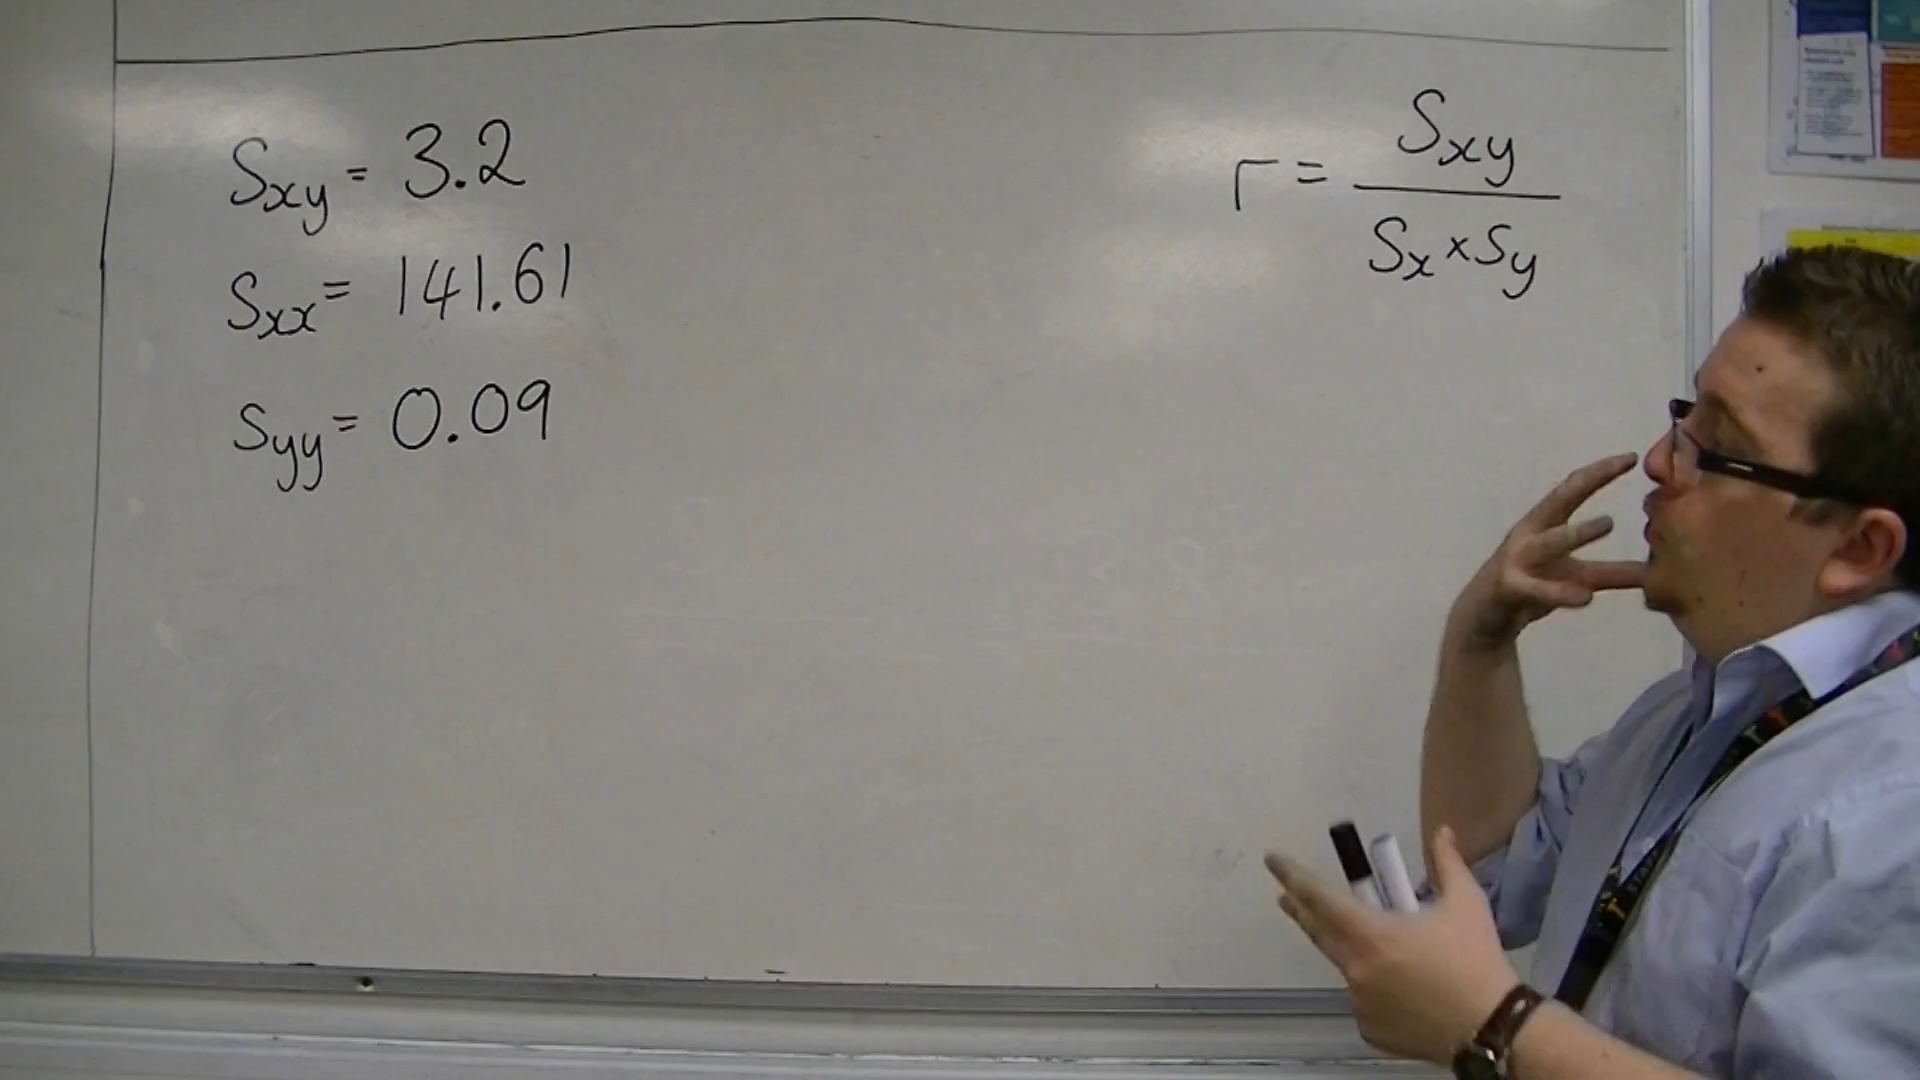 Sxy = 3.2
Sxx = 141.61
Syy = 0.09
r = Sxy / Sx × Sy